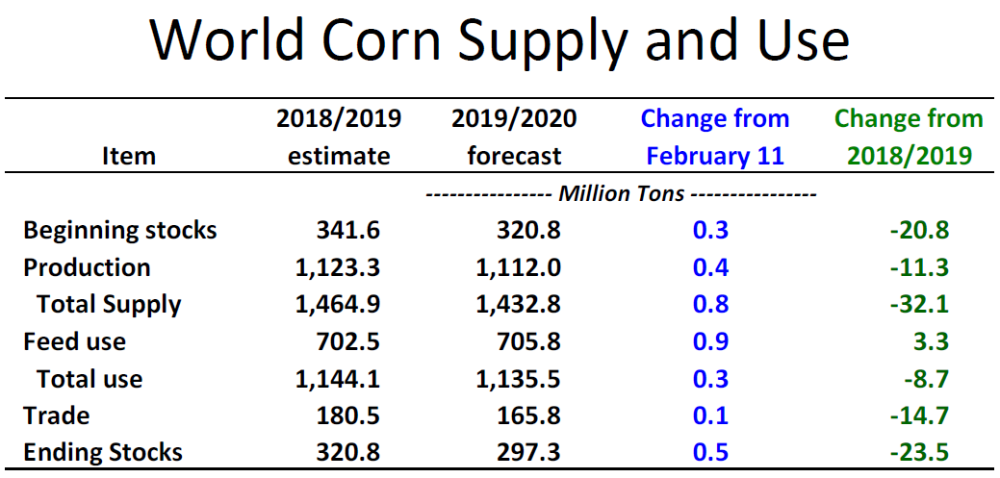 World Corn Supply and Use
Item 2018/2019 estimate 2019/2020 forecast Change from February 11 Change from 2018/2019
---------------- Million Tons ----------------
Beginning stocks 341.6 320.8 0.3 -20.8
Production 1,123.3 1,112.0 0.4 -11.3
Total Supply 1,464.9 1,432.8 0.8 -32.1
Feed use 702.5 705.8 0.9 3.3
Total use 1,144.1 1,135.5 0.3 -8.7
Trade 180.5 165.8 0.1 -14.7
Ending Stocks 320.8 297.3 0.5 -23.5